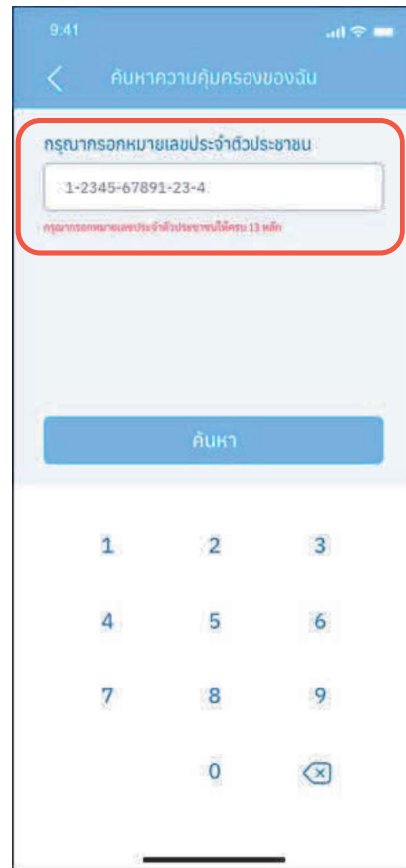 9:41
ค้นหาความคุ้มครองของฉัน
กรุณากรอกหมายเลขประจำตัวประชาชน
1-2345-67891-23-4
กรุณากรอกหมายเลขประจำตัวประชาชนให้ครบ 13 หลัก
ค้นหา
1 2 3
4 5 6
7 8 9
0